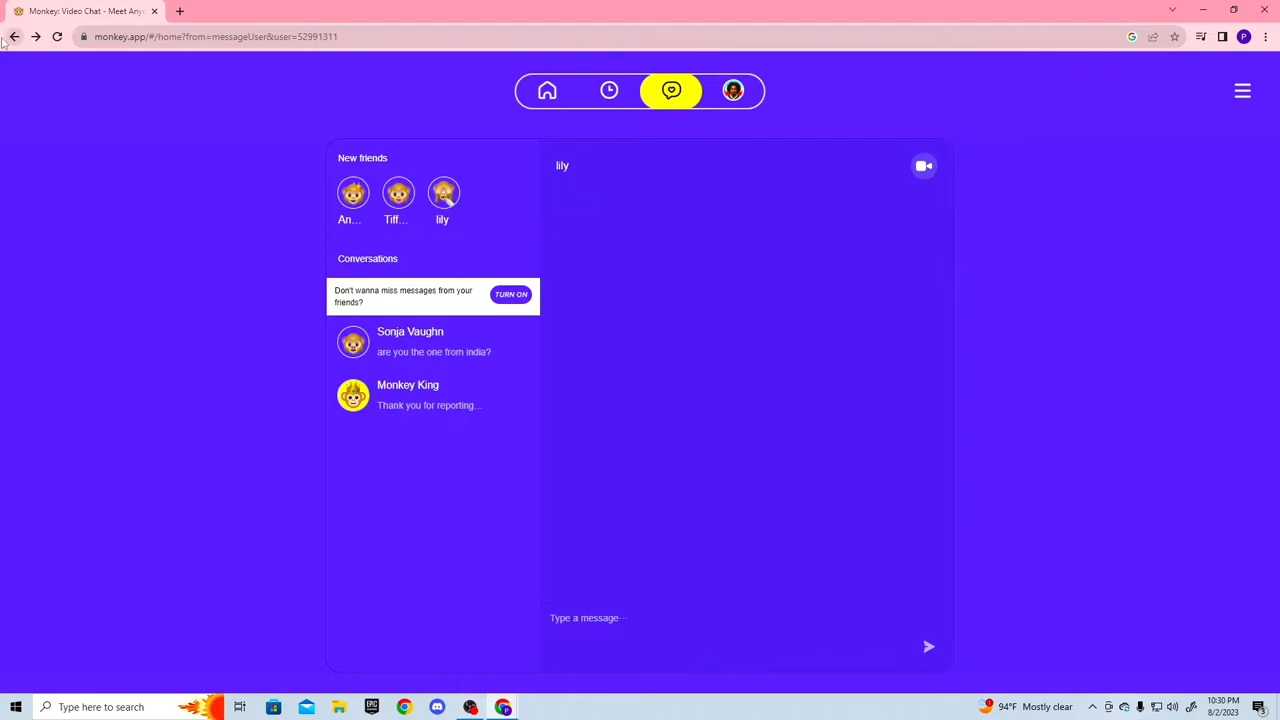 Monkey: Video Chat - Meet Any
monkey.app/#/home?from=messageUser&user=52991311
P
New friends
An...
Tiff...
lily
Conversations
Don't wanna miss messages from your
friends?
TURN ON
Sonja Vaughn
are you the one from india?
Monkey King
Thank you for reporting...
lily
Type a message···
Type here to search
EPIC
94°F Mostly clear
10:30 PM
8/2/2023
3